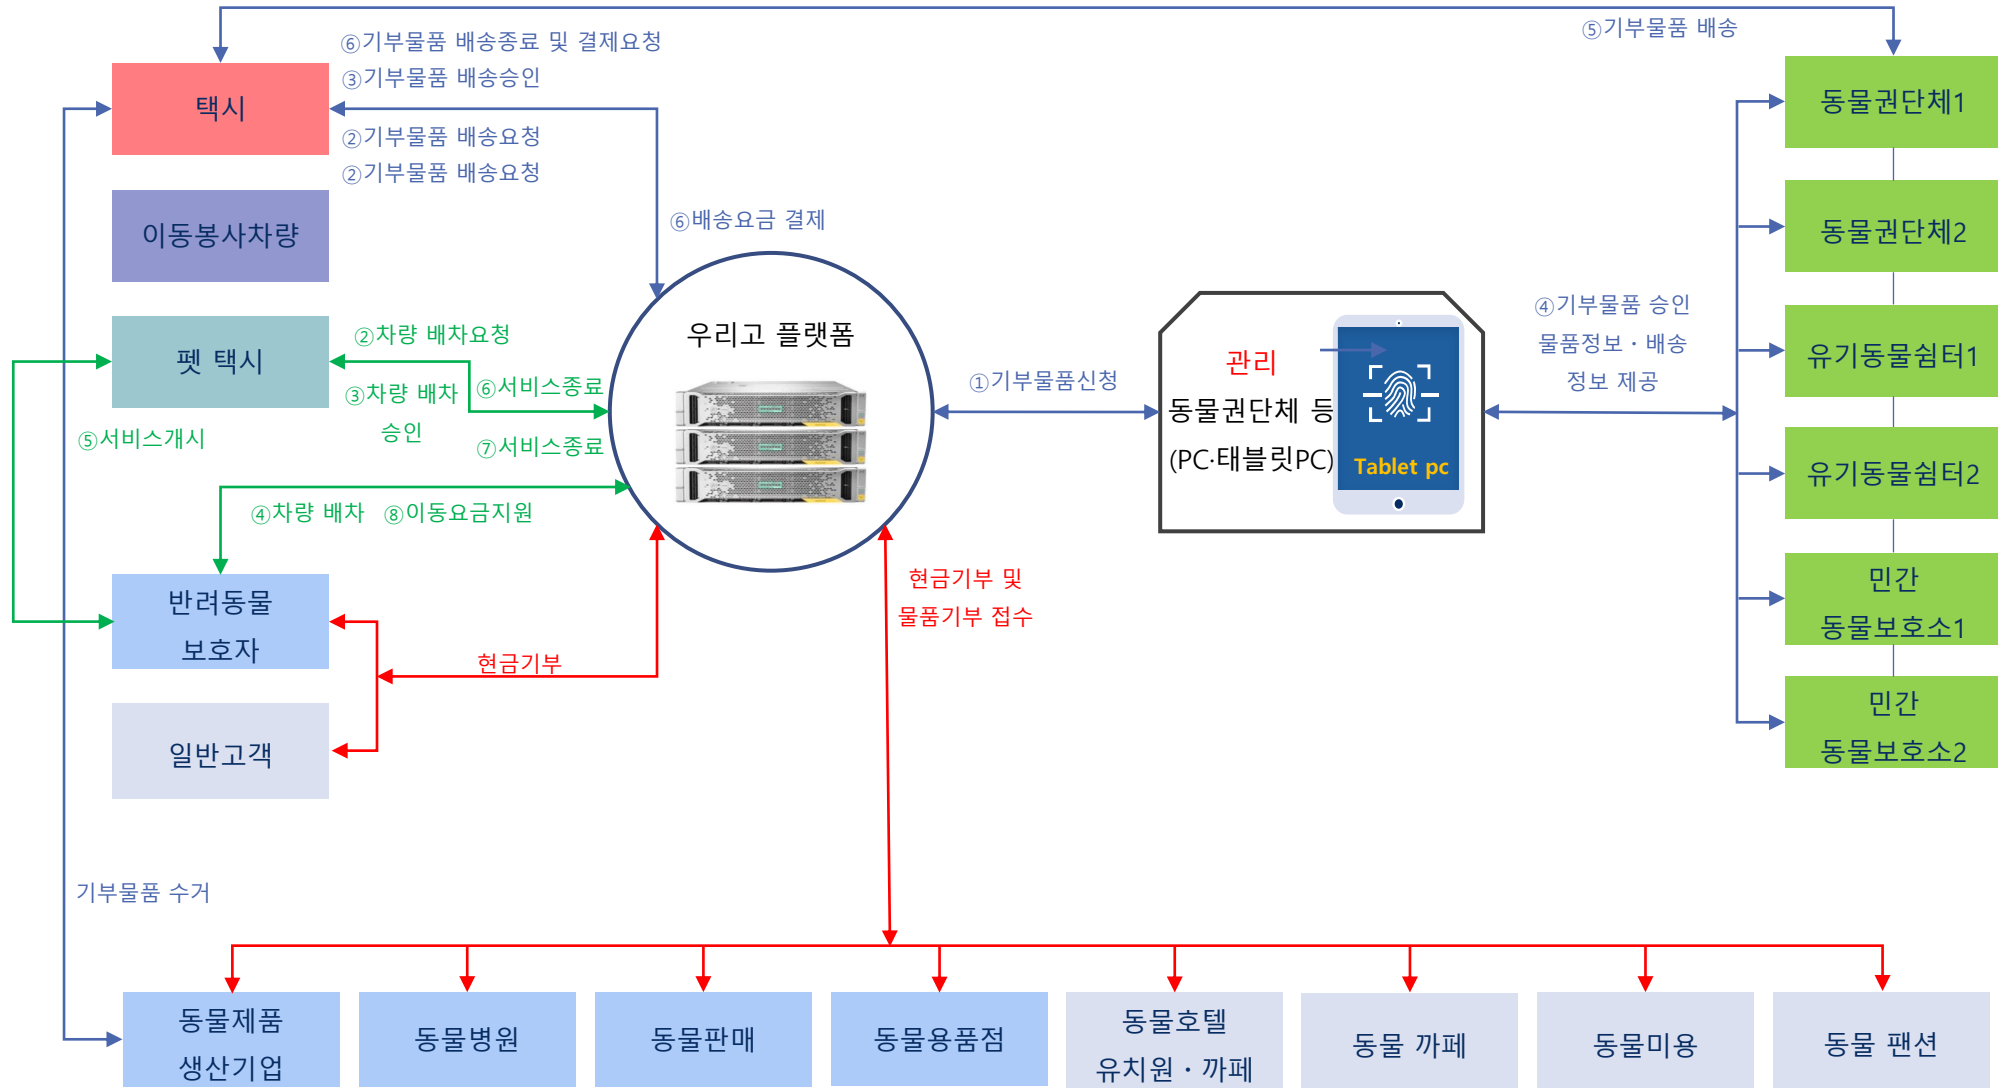 ⑥기부물품 배송종료 및 결제요청
③기부물품 배송승인
⑤기부물품 배송
택시
②기부물품 배송요청
②기부물품 배송요청
이동봉사차량
⑥배송요금 결제
펫 택시
②차량 배차요청
③차량 배차
승인
⑥서비스종료
⑦서비스종료
⑤서비스개시
④차량 배차
⑧이동요금지원
우리고 플랫폼
①기부물품신청
관리
동물권단체 등
(PC·태블릿PC)
Tablet pc
④기부물품 승인
물품정보・배송
정보 제공
동물권단체1
동물권단체2
유기동물쉼터1
유기동물쉼터2
민간
동물보호소1
민간
동물보호소2
반려동물
보호자
일반고객
현금기부
현금기부 및
물품기부 접수
기부물품 수거
동물제품
생산기업
동물병원
동물판매
동물용품점
동물호텔
유치원・까페
동물 까페
동물미용
동물 팬션